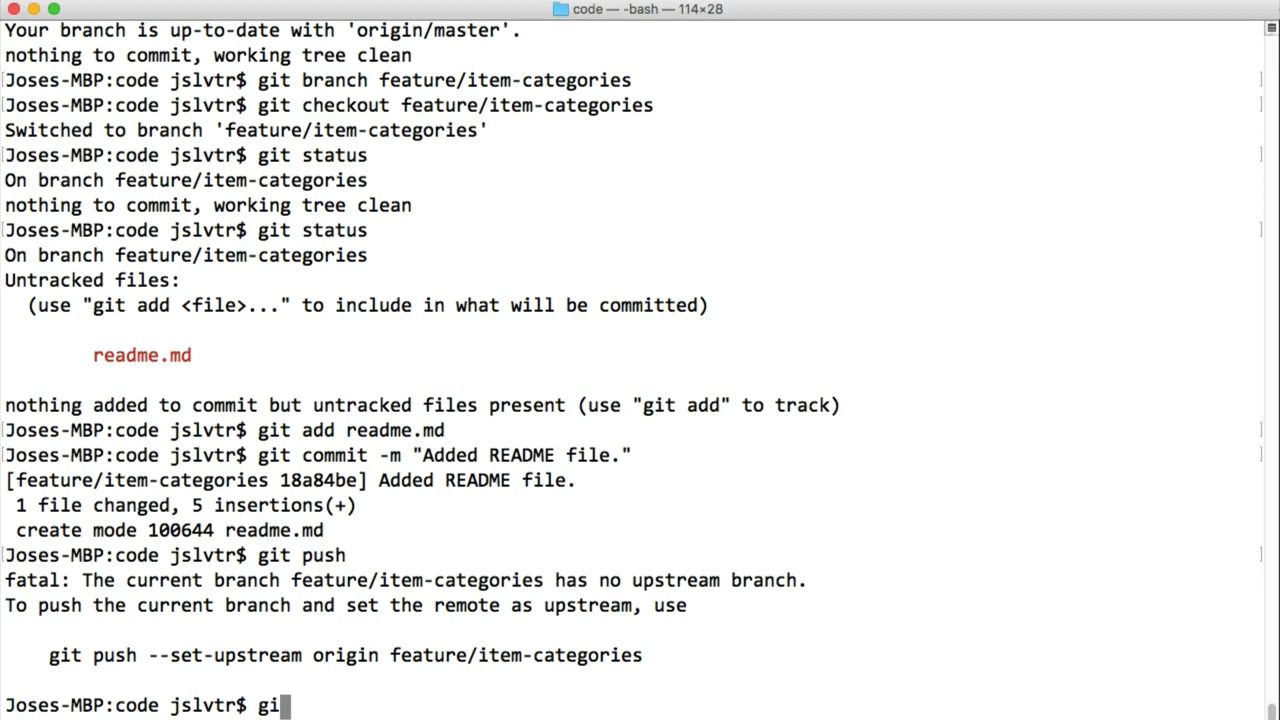 code — -bash — 114×28
Your branch is up-to-date with 'origin/master'.
nothing to commit, working tree clean
[Joses-MBP:code jslvtr$ git branch feature/item-categories ]
[Joses-MBP:code jslvtr$ git checkout feature/item-categories ]
Switched to branch 'feature/item-categories'
[Joses-MBP:code jslvtr$ git status ]
On branch feature/item-categories
nothing to commit, working tree clean
[Joses-MBP:code jslvtr$ git status ]
On branch feature/item-categories
Untracked files:
  (use "git add <file>..." to include in what will be committed)
        readme.md
nothing added to commit but untracked files present (use "git add" to track)
[Joses-MBP:code jslvtr$ git add readme.md ]
[Joses-MBP:code jslvtr$ git commit -m "Added README file." ]
[feature/item-categories 18a84be] Added README file.
 1 file changed, 5 insertions(+)
 create mode 100644 readme.md
[Joses-MBP:code jslvtr$ git push ]
fatal: The current branch feature/item-categories has no upstream branch.
To push the current branch and set the remote as upstream, use
    git push --set-upstream origin feature/item-categories
Joses-MBP:code jslvtr$ gi